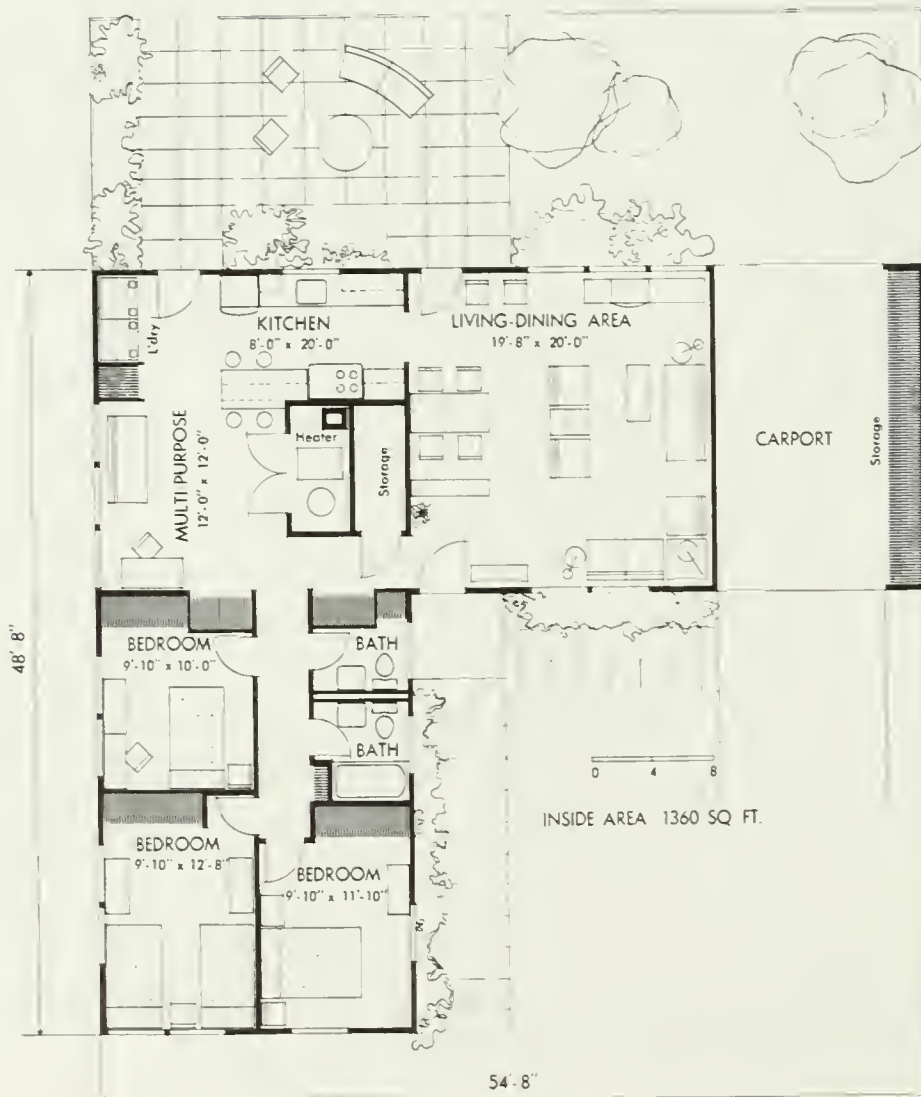 KITCHEN
8'-0" x 20'-0"
LIVING-DINING AREA
19'-8" x 20'-0"
L'dry
MULTI PURPOSE
12'-0" x 12'-0"
Heater
Storage
CARPORT
Storage
48'-8"
BEDROOM
9'-10" x 10'-0"
BATH
BATH
0 4 8
INSIDE AREA 1360 SQ FT.
BEDROOM
9'-10" x 12'-8"
BEDROOM
9'-10" x 11'-10"
54'-8"